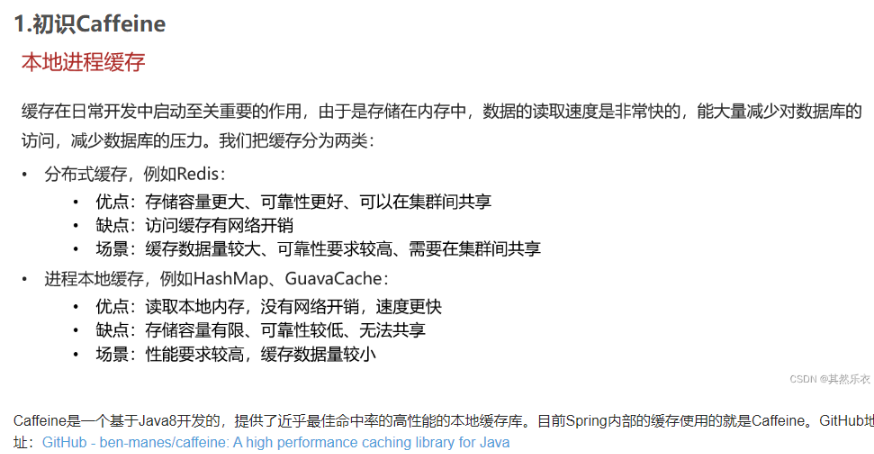 1.初识Caffeine
本地进程缓存
缓存在日常开发中启动至关重要的作用，由于是存储在内存中，数据的读取速度是非常快的，能大量减少对数据库的
访问，减少数据库的压力。我们把缓存分为两类：
• 分布式缓存，例如Redis：
• 优点：存储容量更大、可靠性更好、可以在集群间共享
• 缺点：访问缓存有网络开销
• 场景：缓存数据量较大、可靠性要求较高、需要在集群间共享
• 进程本地缓存，例如HashMap、GuavaCache：
• 优点：读取本地内存，没有网络开销，速度更快
• 缺点：存储容量有限、可靠性较低、无法共享
• 场景：性能要求较高，缓存数据量较小
CSDN @其然乐衣
Caffeine是一个基于Java8开发的，提供了近乎最佳命中率的高性能的本地缓存库。目前Spring内部的缓存使用的就是Caffeine。GitHub地
址：GitHub - ben-manes/caffeine: A high performance caching library for Java